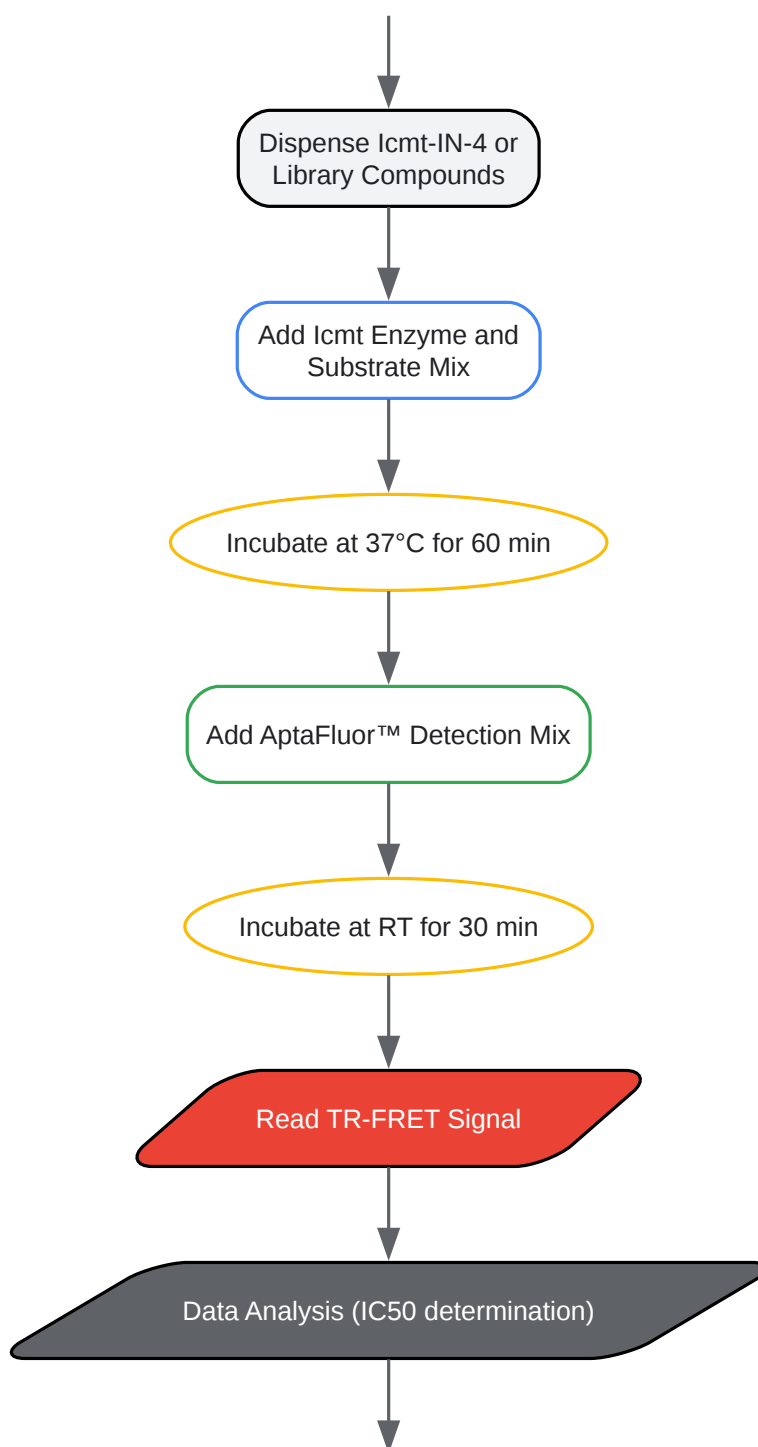 Dispense Icmt-IN-4 or
Library Compounds
Add Icmt Enzyme and
Substrate Mix
Incubate at 37°C for 60 min
Add AptaFluor™ Detection Mix
Incubate at RT for 30 min
Read TR-FRET Signal
Data Analysis (IC50 determination)